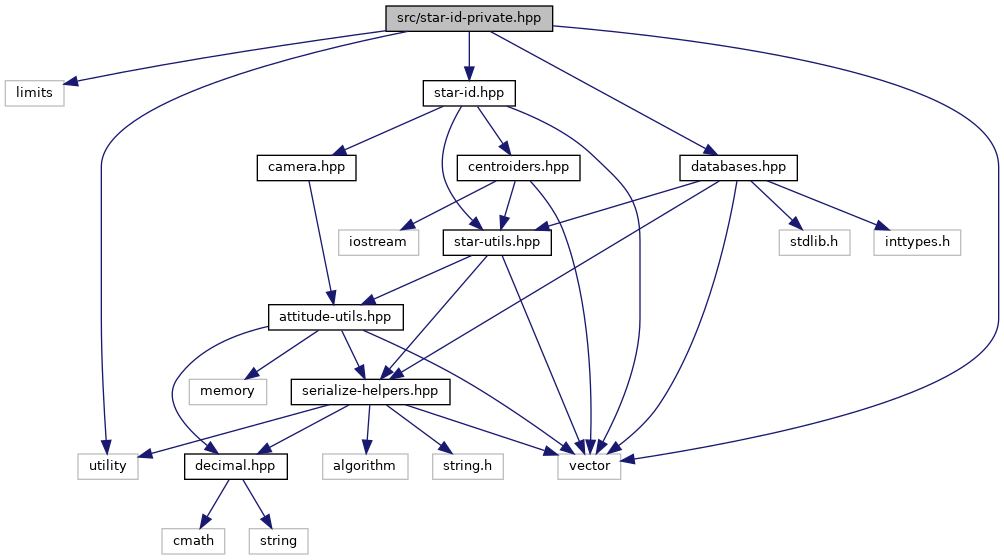 src/star-id-private.hpp
limits
star-id.hpp
camera.hpp
centroiders.hpp
databases.hpp
iostream
star-utils.hpp
stdlib.h
inttypes.h
attitude-utils.hpp
memory
serialize-helpers.hpp
utility
decimal.hpp
algorithm
string.h
vector
cmath
string